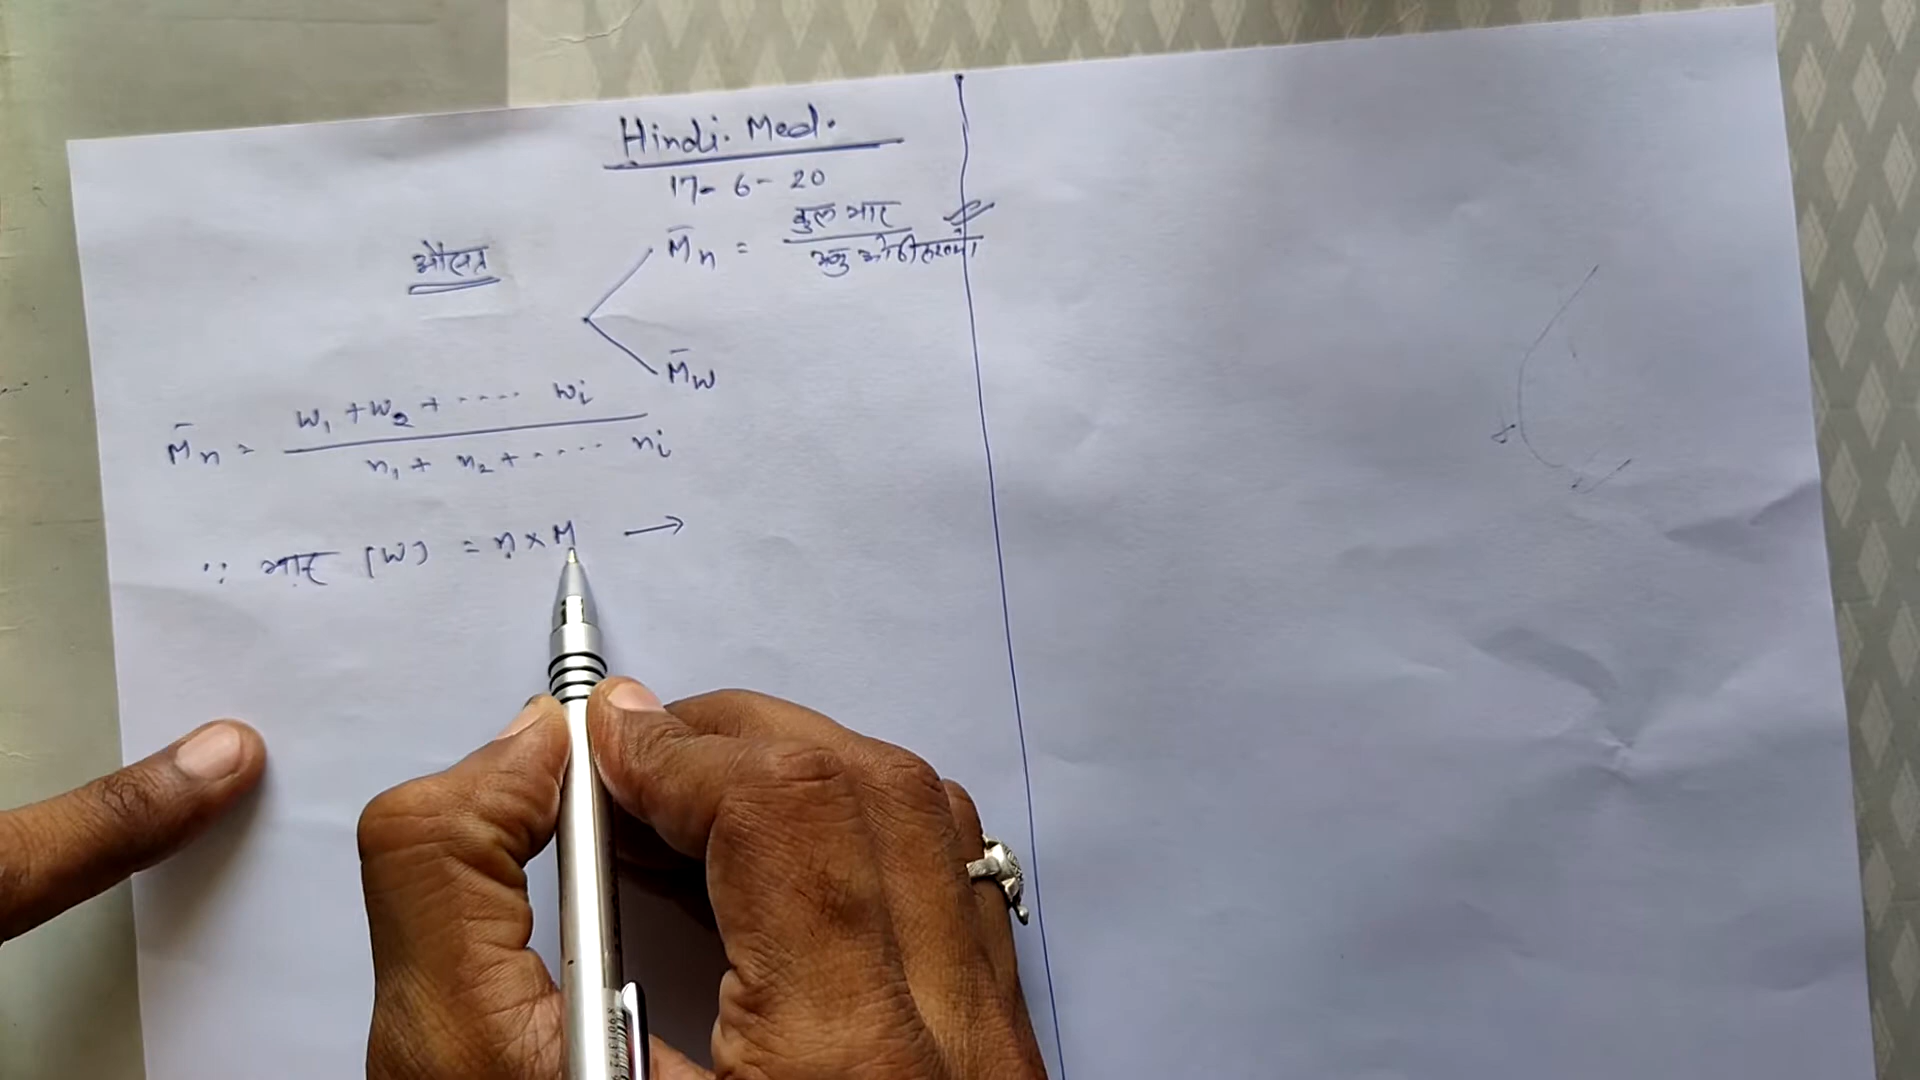 Hindi. Med.
17- 6- 20
औसत
M̄n = कुल भार / अणुओं की संख्या
M̄w
M̄n = w₁ + w₂ + ---- wᵢ / n₁ + n₂ + ---- nᵢ
∵ भार (W) = n × M →